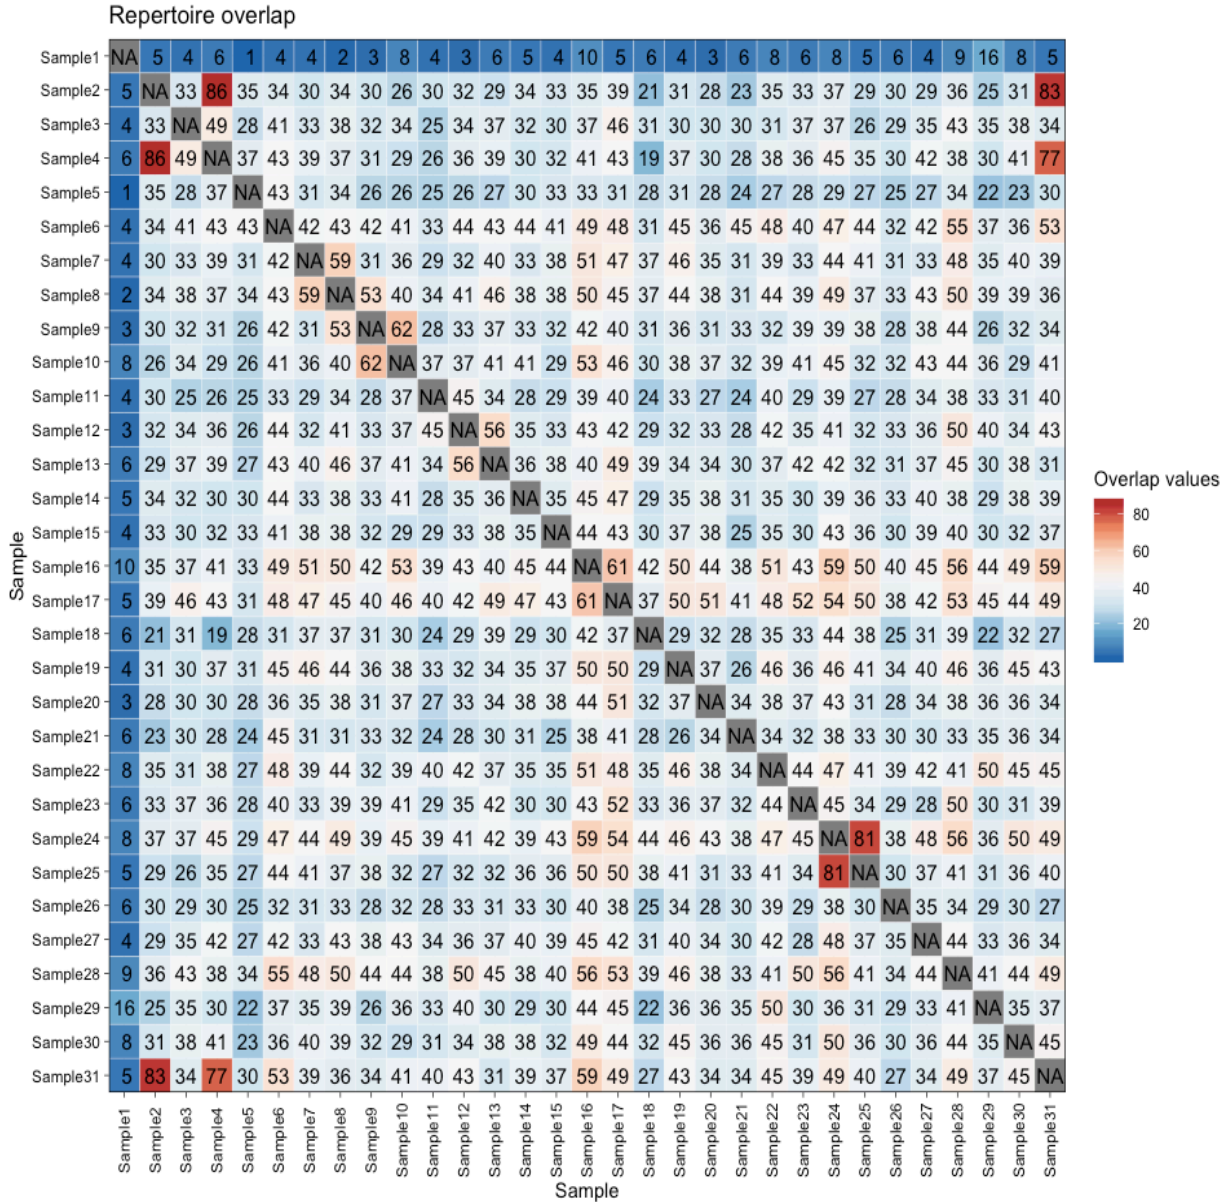 Repertoire overlap
Sample1 NA 5 4 6 1 4 4 2 3 8 4 3 6 5 4 10 5 6 4 3 6 8 6 8 5 6 4 9 16 8 5
Sample2 5 NA 33 86 35 34 30 34 30 26 30 32 29 34 33 35 39 21 31 28 23 35 33 37 29 30 29 36 25 31 83
Sample3 4 33 NA 49 28 41 33 38 32 34 25 34 37 32 30 37 46 31 30 30 30 31 37 37 26 29 35 43 35 38 34
Sample4 6 86 49 NA 37 43 39 37 31 29 26 36 39 30 32 41 43 19 37 30 28 38 36 45 35 30 42 38 30 41 77
Sample5 1 35 28 37 NA 43 31 34 26 26 25 26 27 30 33 33 31 28 31 28 24 27 28 29 27 25 27 34 22 23 30
Sample6 4 34 41 43 43 NA 42 43 42 41 33 44 43 44 41 49 48 31 45 36 45 48 40 47 44 32 42 55 37 36 53
Sample7 4 30 33 39 31 42 NA 59 31 36 29 32 40 33 38 51 47 37 46 35 31 39 33 44 41 31 33 48 35 40 39
Sample8 2 34 38 37 34 43 59 NA 53 40 34 41 46 38 38 50 45 37 44 38 31 44 39 49 37 33 43 50 39 39 36
Sample9 3 30 32 31 26 42 31 53 NA 62 28 33 37 33 32 42 40 31 36 31 33 32 39 39 38 28 38 44 26 32 34
Sample10 8 26 34 29 26 41 36 40 62 NA 37 37 41 41 29 53 46 30 38 37 32 39 41 45 32 32 43 44 36 29 41
Sample11 4 30 25 26 25 33 29 34 28 37 NA 45 34 28 29 39 40 24 33 27 24 40 29 39 27 28 34 38 33 31 40
Sample12 3 32 34 36 26 44 32 41 33 37 45 NA 56 35 33 43 42 29 32 33 28 42 35 41 32 33 36 50 40 34 43
Sample13 6 29 37 39 27 43 40 46 37 41 34 56 NA 36 38 40 49 39 34 34 30 37 42 42 32 31 37 45 30 38 31
Sample14 5 34 32 30 30 44 33 38 33 41 28 35 36 NA 35 45 47 29 35 38 31 35 30 39 36 33 40 38 29 38 39
Sample15 4 33 30 32 33 41 38 38 32 29 29 33 38 35 NA 44 43 30 37 38 25 35 30 43 36 30 39 40 30 32 37
Sample16 10 35 37 41 33 49 51 50 42 53 39 43 40 45 44 NA 61 42 50 44 38 51 43 59 50 40 45 56 44 49 59
Sample17 5 39 46 43 31 48 47 45 40 46 40 42 49 47 43 61 NA 37 50 51 41 48 52 54 50 38 42 53 45 44 49
Sample18 6 21 31 19 28 31 37 37 31 30 24 29 39 29 30 42 37 NA 29 32 28 35 33 44 38 25 31 39 22 32 27
Sample19 4 31 30 37 31 45 46 44 36 38 33 32 34 35 37 50 50 29 NA 37 26 46 36 46 41 34 40 46 36 45 43
Sample20 3 28 30 30 28 36 35 38 31 37 27 33 34 38 38 44 51 32 37 NA 34 38 37 43 31 28 34 38 36 36 34
Sample21 6 23 30 28 24 45 31 31 33 32 24 28 30 31 25 38 41 28 26 34 NA 34 32 38 33 30 30 33 35 36 34
Sample22 8 35 31 38 27 48 39 44 32 39 40 42 37 35 35 51 48 35 46 38 34 NA 44 47 41 39 42 41 50 45 45
Sample23 6 33 37 36 28 40 33 39 39 41 29 35 42 30 30 43 52 33 36 37 32 44 NA 45 34 29 28 50 30 31 39
Sample24 8 37 37 45 29 47 44 49 39 45 39 41 42 39 43 59 54 44 46 43 38 47 45 NA 81 38 48 56 36 50 49
Sample25 5 29 26 35 27 44 41 37 38 32 27 32 32 36 36 50 50 38 41 31 33 41 34 81 NA 30 37 41 31 36 40
Sample26 6 30 29 30 25 32 31 33 28 32 28 33 31 33 30 40 38 25 34 28 30 39 29 38 30 NA 35 34 29 30 27
Sample27 4 29 35 42 27 42 33 43 38 43 34 36 37 40 39 45 42 31 40 34 30 42 28 48 37 35 NA 44 33 36 34
Sample28 9 36 43 38 34 55 48 50 44 44 38 50 45 38 40 56 53 39 46 38 33 41 50 56 41 34 44 NA 41 44 49
Sample29 16 25 35 30 22 37 35 39 26 36 33 40 30 29 30 44 45 22 36 36 35 50 30 36 31 29 33 41 NA 35 37
Sample30 8 31 38 41 23 36 40 39 32 29 31 34 38 38 32 49 44 32 45 36 36 45 31 50 36 30 36 44 35 NA 45
Sample31 5 83 34 77 30 53 39 36 34 41 40 43 31 39 37 59 49 27 43 34 34 45 39 49 40 27 34 49 37 45 NA
Sample
Sample1 Sample2 Sample3 Sample4 Sample5 Sample6 Sample7 Sample8 Sample9 Sample10 Sample11 Sample12 Sample13 Sample14 Sample15 Sample16 Sample17 Sample18 Sample19 Sample20 Sample21 Sample22 Sample23 Sample24 Sample25 Sample26 Sample27 Sample28 Sample29 Sample30 Sample31
Sample
Overlap values
80
60
40
20